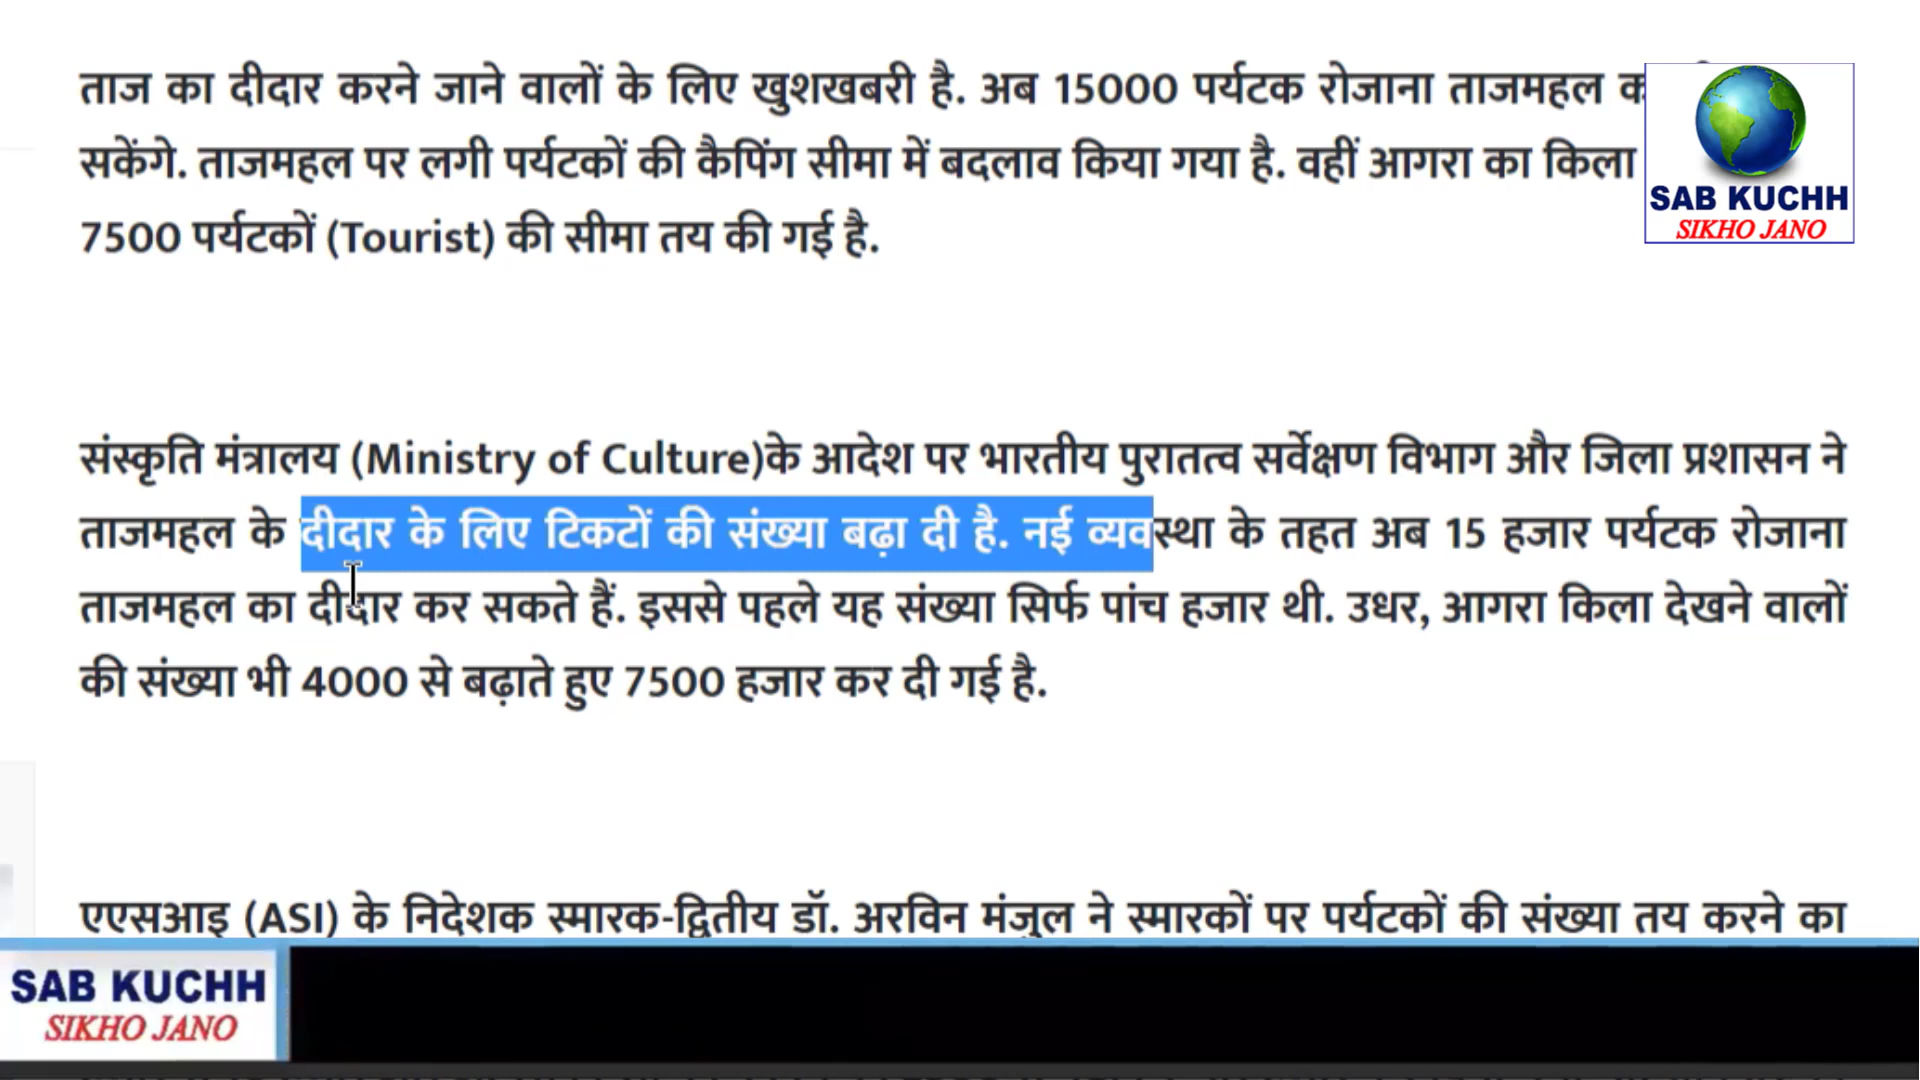 ताज का दीदार करने जाने वालों के लिए खुशखबरी है. अब 15000 पर्यटक रोजाना ताजमहल
सकेंगे. ताजमहल पर लगी पर्यटकों की कैपिंग सीमा में बदलाव किया गया है. वहीं आगरा का किला
7500 पर्यटकों (Tourist) की सीमा तय की गई है.
SAB KUCHH
SIKHO JANO
संस्कृति मंत्रालय (Ministry of Culture)के आदेश पर भारतीय पुरातत्व सर्वेक्षण विभाग और जिला प्रशासन ने
ताजमहल के दीदार के लिए टिकटों की संख्या बढ़ा दी है. नई व्यवस्था के तहत अब 15 हजार पर्यटक रोजाना
ताजमहल का दीदार कर सकते हैं. इससे पहले यह संख्या सिर्फ पांच हजार थी. उधर, आगरा किला देखने वालों
की संख्या भी 4000 से बढ़ाते हुए 7500 हजार कर दी गई है.
एएसआइ (ASI) के निदेशक स्मारक-द्वितीय डॉ. अरविन मंजुल ने स्मारकों पर पर्यटकों की संख्या तय करने का
SAB KUCHH
SIKHO JANO